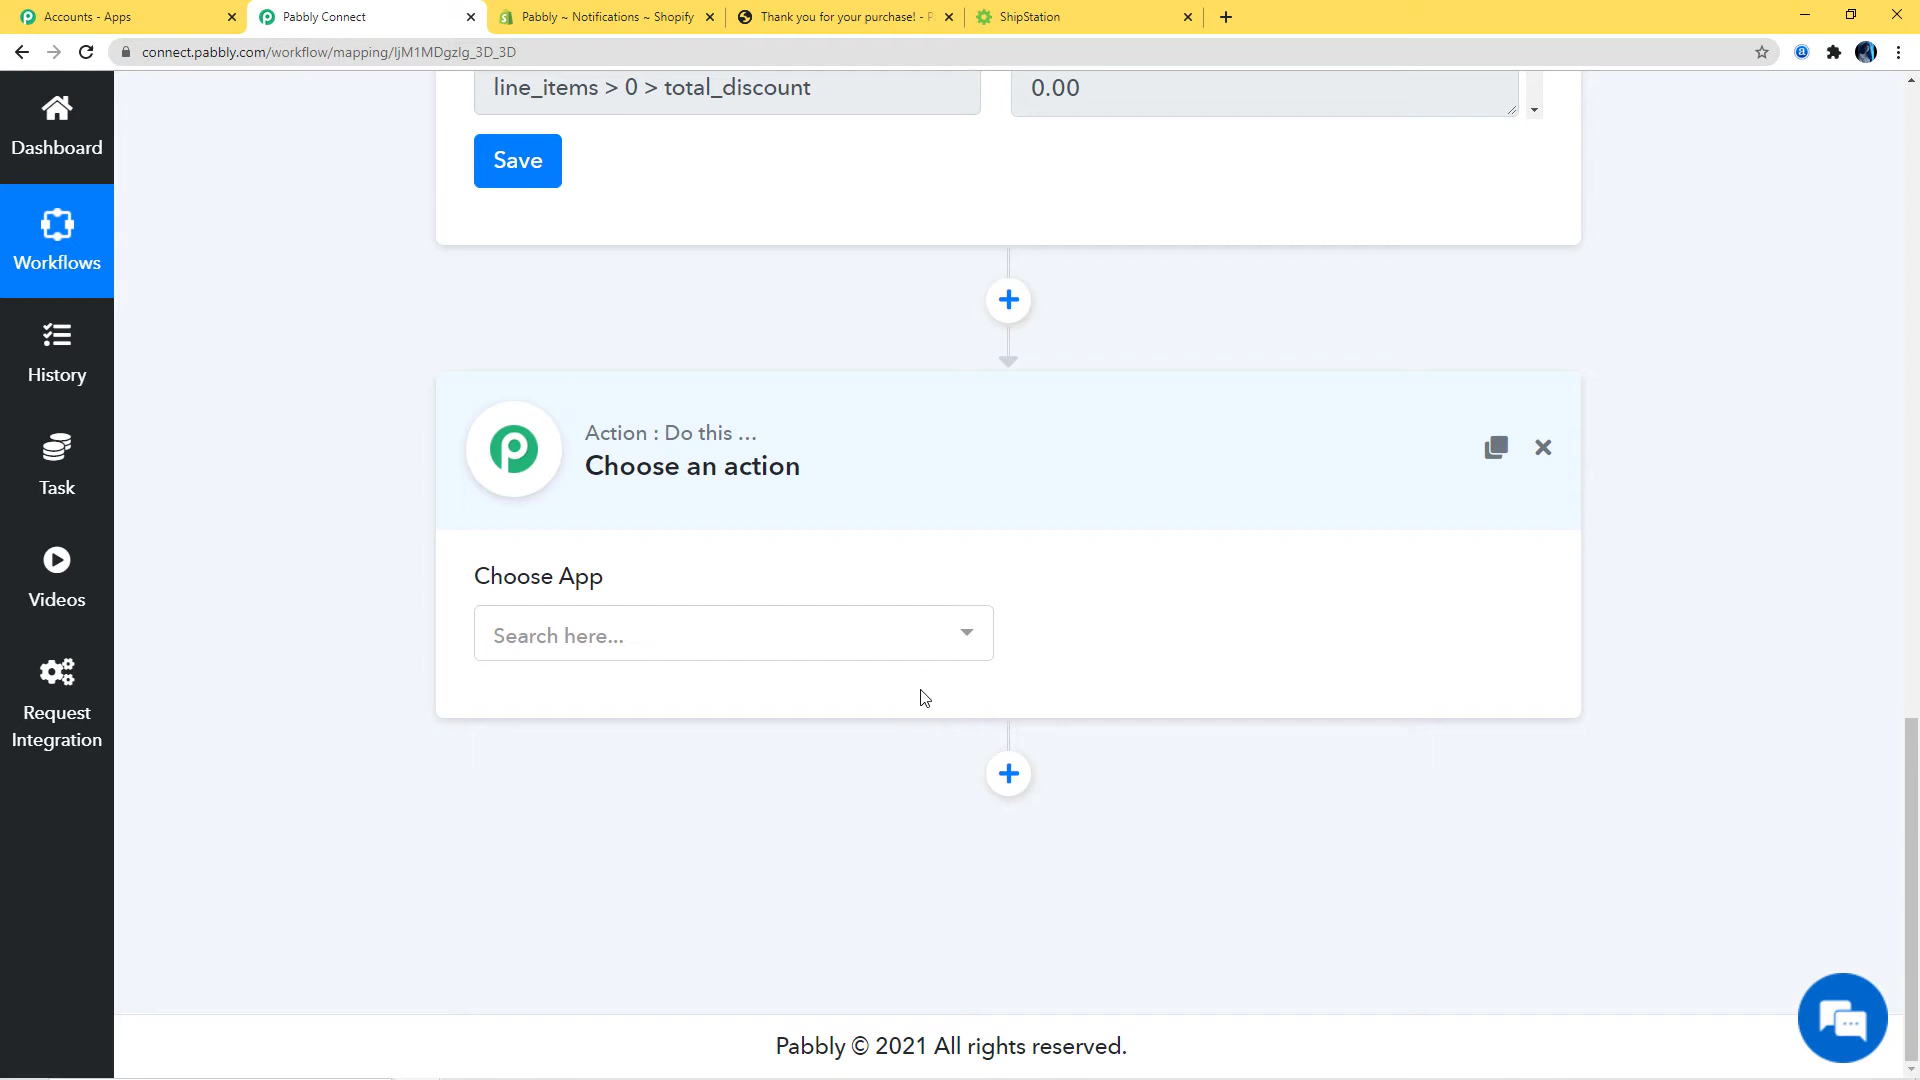 Accounts - Apps
Pabbly Connect
Pabbly ~ Notifications ~ Shopify
Thank you for your purchase! - P
ShipStation
connect.pabbly.com/workflow/mapping/IjM1MDgzIg_3D_3D
line_items > 0 > total_discount
0.00
Save
Dashboard
Workflows
History
Task
Videos
Request
Integration
Action : Do this ...
Choose an action
Choose App
Search here...
Pabbly © 2021 All rights reserved.